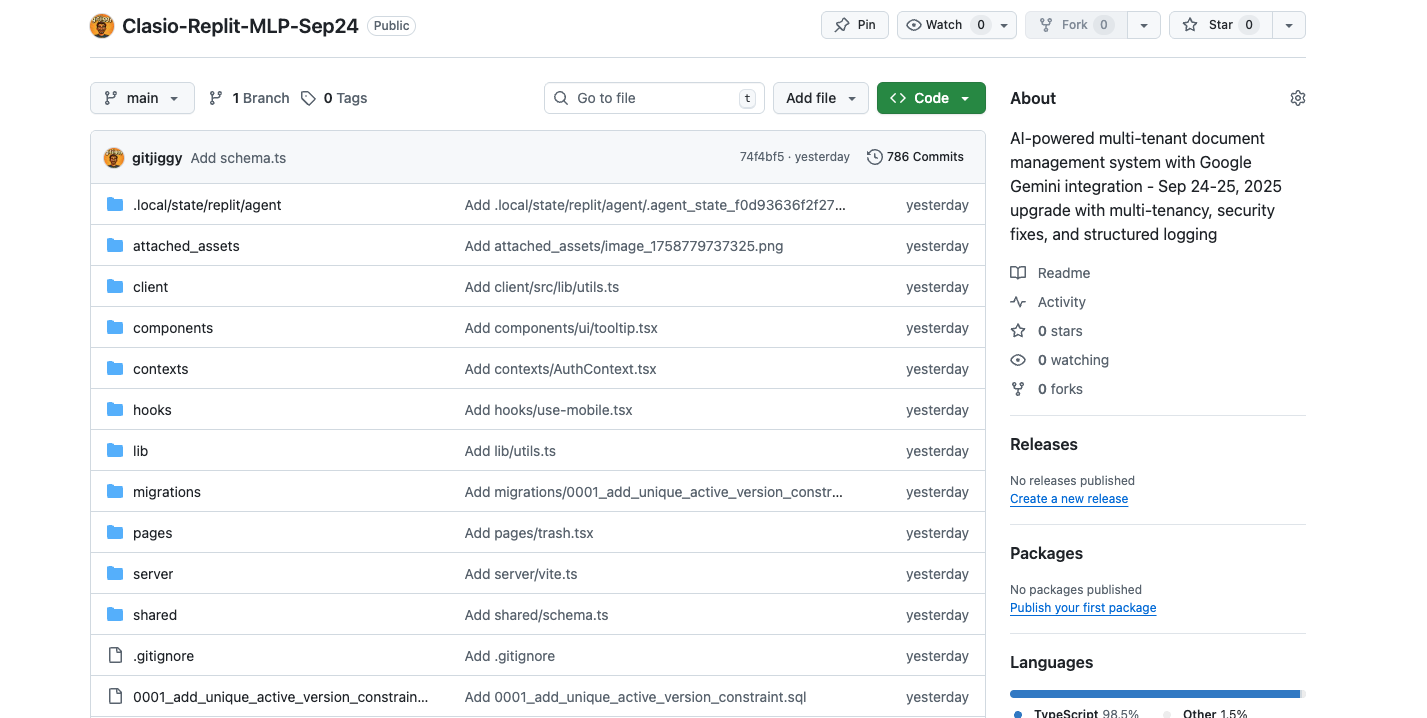 Clasio-Replit-MLP-Sep24 Public Pin Watch 0 Fork 0 Star 0
main 1 Branch 0 Tags Go to file t Add file Code
gitjiggy Add schema.ts 74f4bf5 · yesterday 786 Commits
.local/state/replit/agent Add .local/state/replit/agent/.agent_state_f0d93636f2f27... yesterday
attached_assets Add attached_assets/image_1758779737325.png yesterday
client Add client/src/lib/utils.ts yesterday
components Add components/ui/tooltip.tsx yesterday
contexts Add contexts/AuthContext.tsx yesterday
hooks Add hooks/use-mobile.tsx yesterday
lib Add lib/utils.ts yesterday
migrations Add migrations/0001_add_unique_active_version_constr... yesterday
pages Add pages/trash.tsx yesterday
server Add server/vite.ts yesterday
shared Add shared/schema.ts yesterday
.gitignore Add .gitignore yesterday
0001_add_unique_active_version_constrain... Add 0001_add_unique_active_version_constraint.sql yesterday
About
AI-powered multi-tenant document
management system with Google
Gemini integration - Sep 24-25, 2025
upgrade with multi-tenancy, security
fixes, and structured logging
Readme
Activity
0 stars
0 watching
0 forks
Releases
No releases published
Create a new release
Packages
No packages published
Publish your first package
Languages
TypeScript 98.5% Other 1.5%